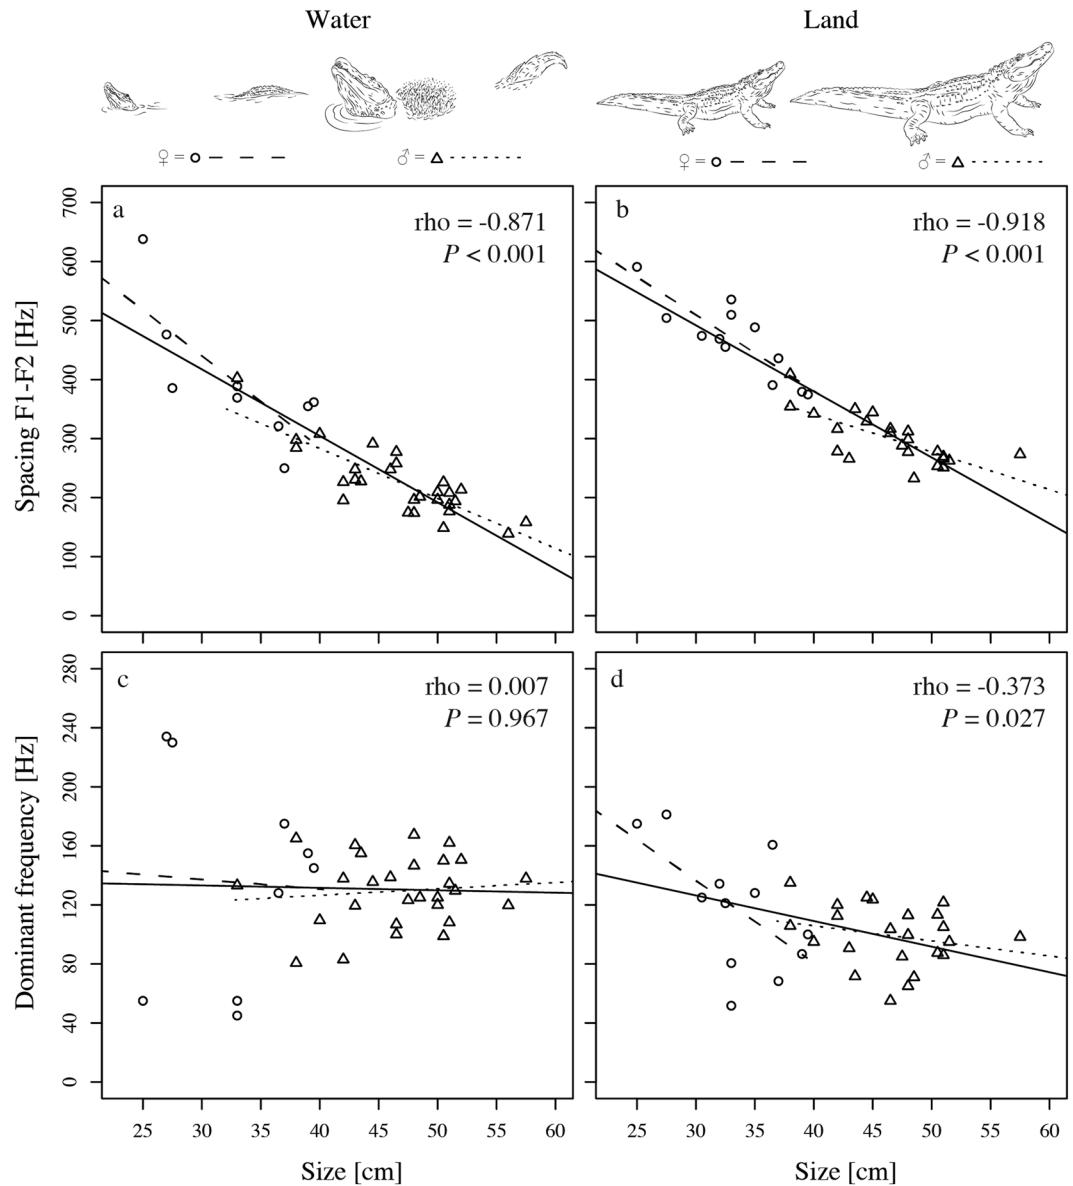 Water
Land
♀ = ○
♂ = △
♀ = ○
♂ = △
Spacing F1-F2 [Hz]
700
600
500
400
300
200
100
0
a
rho = -0.871
P < 0.001
b
rho = -0.918
P < 0.001
Dominant frequency [Hz]
280
240
200
160
120
80
40
0
c
rho = 0.007
P = 0.967
d
rho = -0.373
P = 0.027
25 30 35 40 45 50 55 60
25 30 35 40 45 50 55 60
Size [cm]
Size [cm]